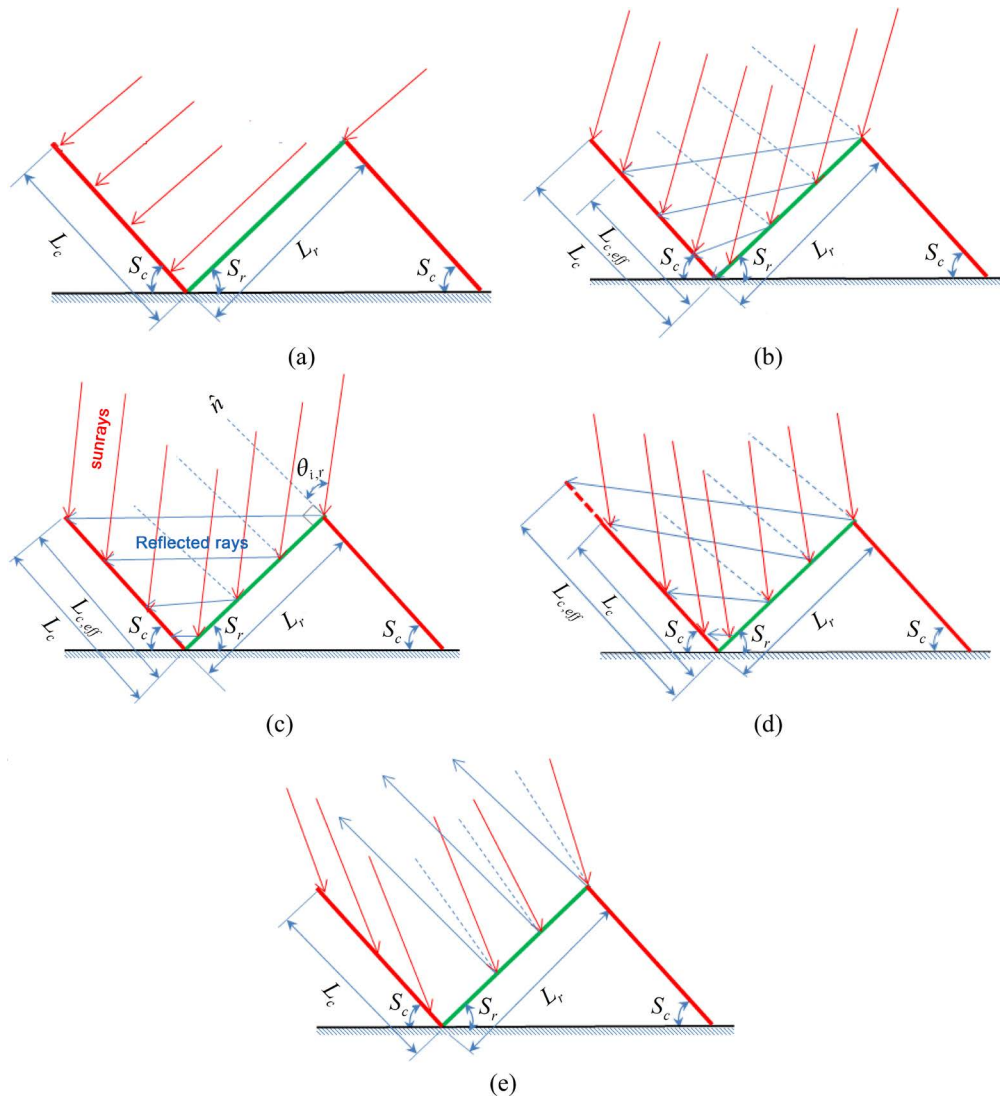 L_c
S_c
S_r
L_r
S_c
(a)
L_c
L_c,eff
S_c
S_r
L_r
S_c
(b)
sunrays
n̂
θ_i,r
Reflected rays
L_c
L_c,eff
S_c
S_r
L_r
S_c
(c)
L_c,eff
L_c
S_c
S_r
L_r
S_c
(d)
L_c
S_c
S_r
L_r
S_c
(e)